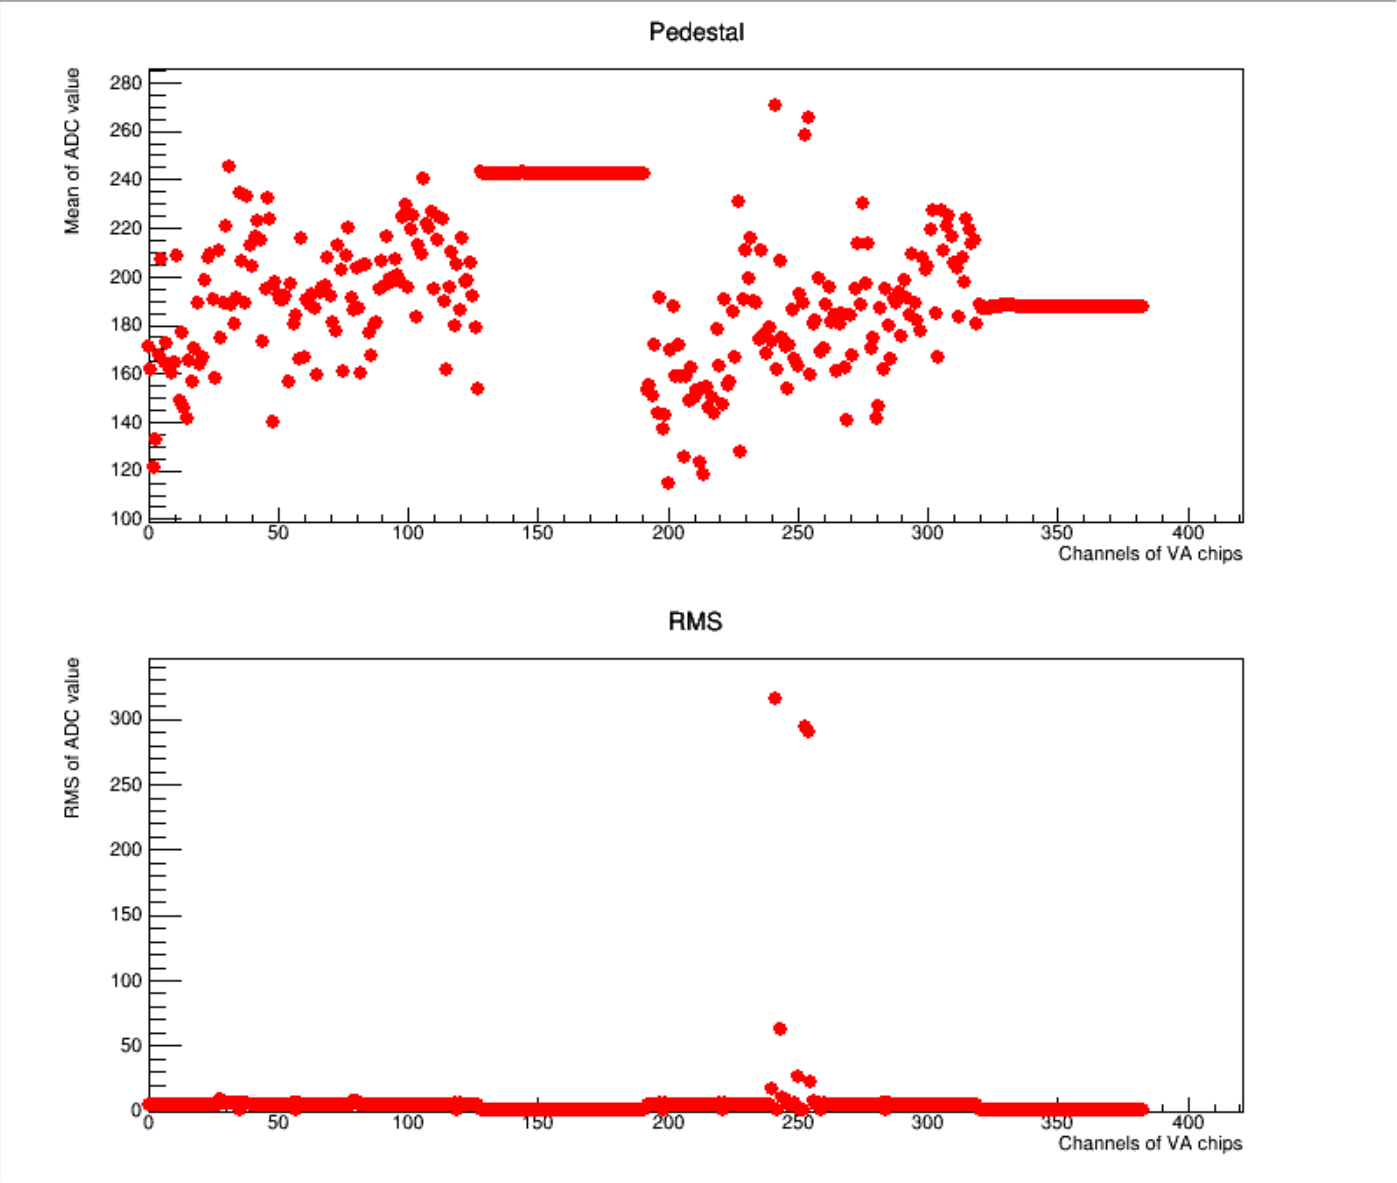 Pedestal
Mean of ADC value
280
260
240
220
200
180
160
140
120
100
0 50 100 150 200 250 300 350 400
Channels of VA chips
RMS
RMS of ADC value
300
250
200
150
100
50
0
0 50 100 150 200 250 300 350 400
Channels of VA chips